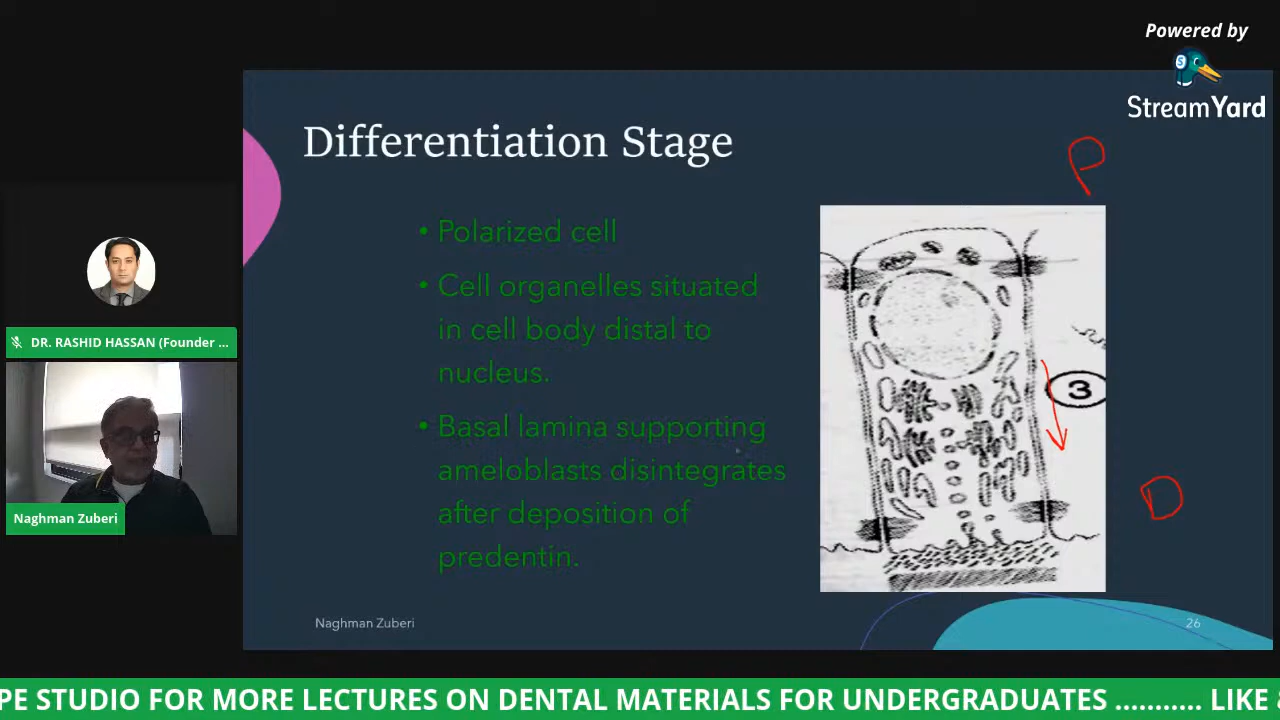 Powered by
StreamYard
Differentiation Stage
P
• Polarized cell
• Cell organelles situated
in cell body distal to
nucleus.
• Basal lamina supporting
ameloblasts disintegrates
after deposition of
predentin.
3
D
DR. RASHID HASSAN (Founder ...
Naghman Zuberi
Naghman Zuberi
26
PE STUDIO FOR MORE LECTURES ON DENTAL MATERIALS FOR UNDERGRADUATES .......... LIKE